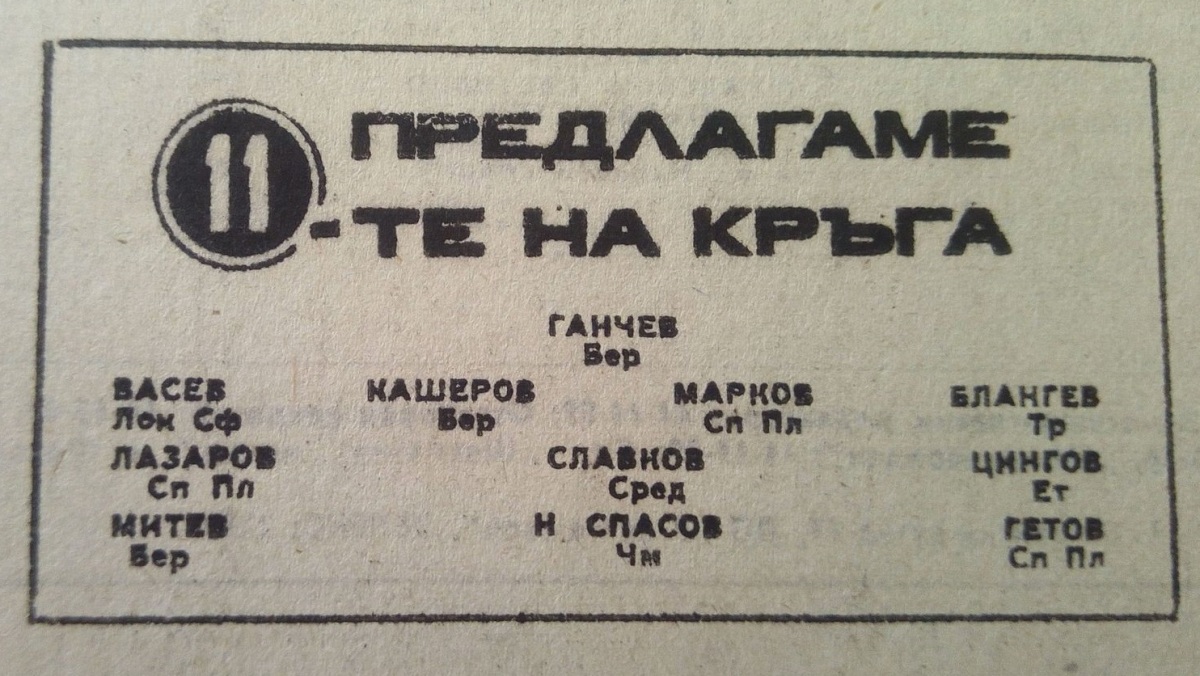 ПРЕДЛАГАМЕ
11-ТЕ НА КРЪГА
ГАНЧЕВ
Бер
ВАСЕВ КАШЕРОВ МАРКОВ БЛАНГЕВ
Лок Сф Бер Сп Пл Тр
ЛАЗАРОВ СЛАВКОВ ЦИНГОВ
Сп Пл Сред Ет
МИТЕВ Н СПАСОВ ГЕТОВ
Бер Чм Сп Пл